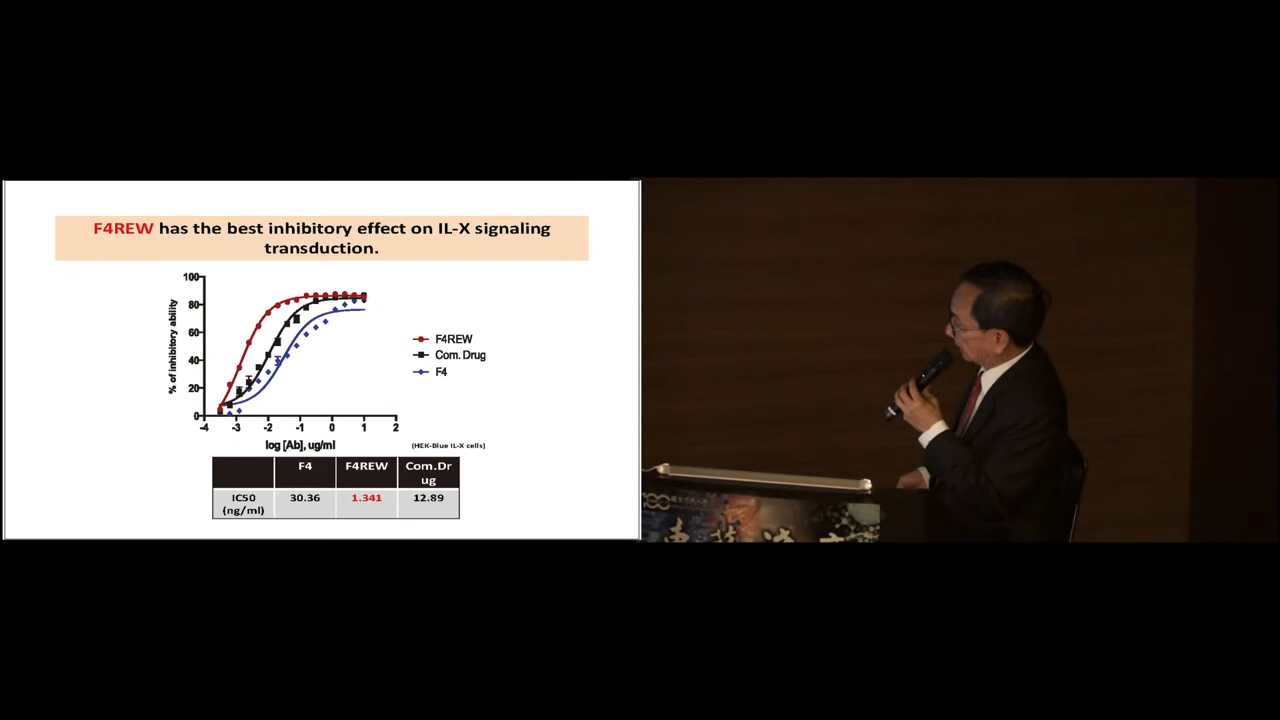 F4REW has the best inhibitory effect on IL-X signaling
transduction.
% of inhibitory ability
100
80
60
40
20
0
-4
-3
-2
-1
0
1
2
log [Ab], ug/ml
F4REW
Com. Drug
F4
(HEK-Blue IL-X cells)
F4
F4REW
Com.Dr
ug
IC50
(ng/ml)
30.36
1.341
12.89
100